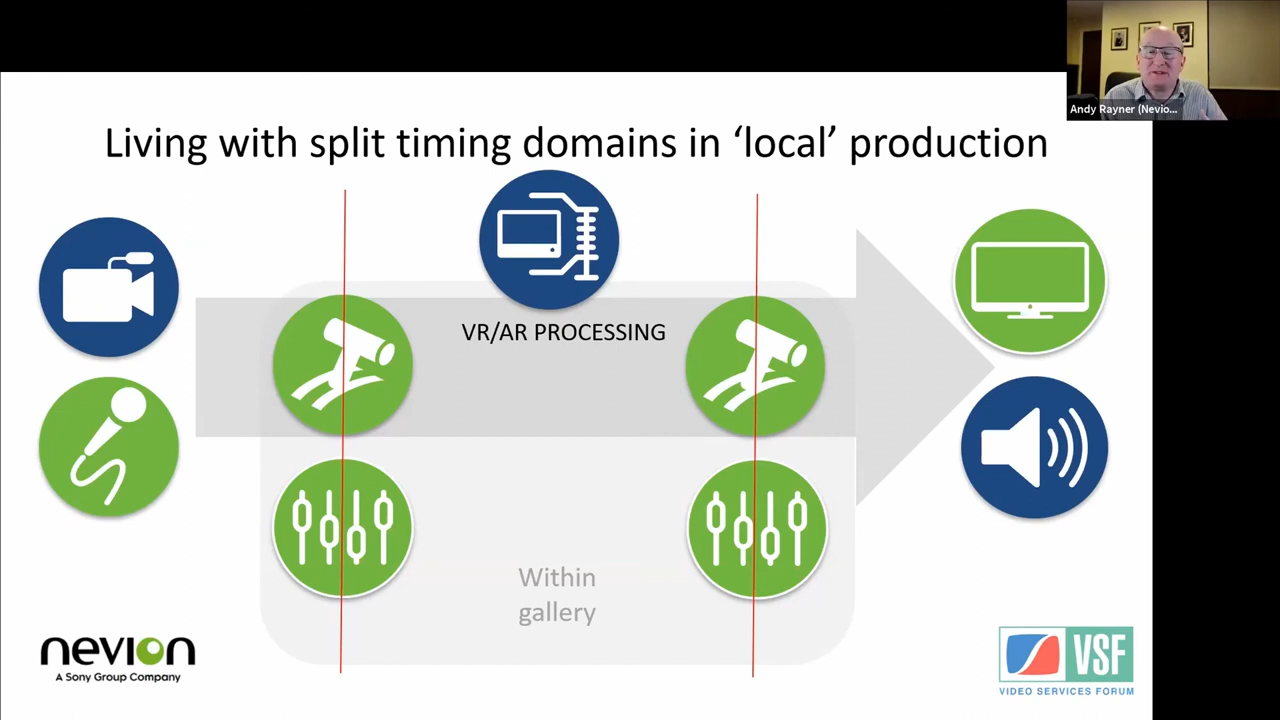 Andy Rayner (Nevio...
Living with split timing domains in ‘local’ production
VR/AR PROCESSING
Within
gallery
nevion
A Sony Group Company
VSF
VIDEO SERVICES FORUM